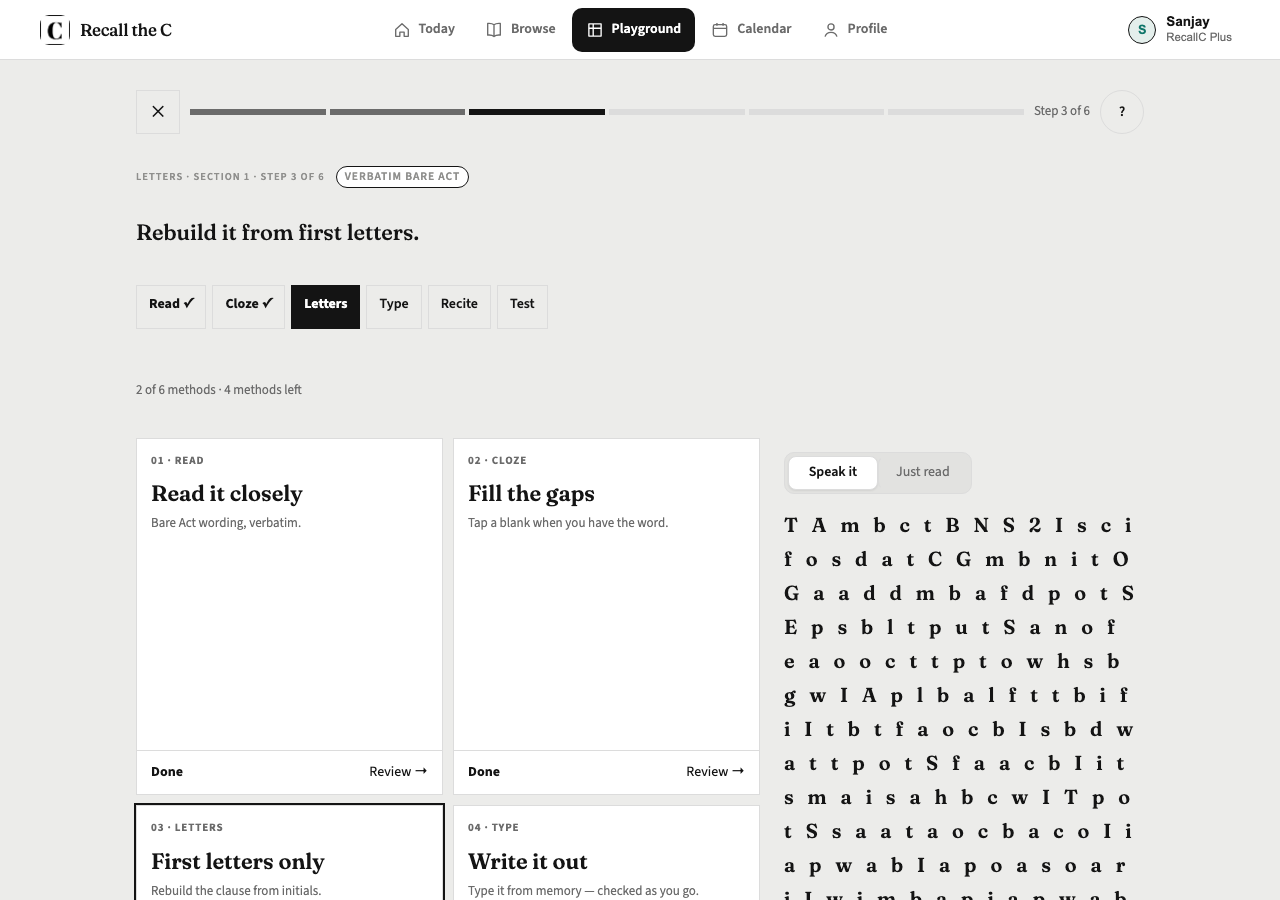 C Recall the C
Today
Browse
Playground
Calendar
Profile
S
Sanjay
RecallC Plus
Step 3 of 6
?
LETTERS · SECTION 1 · STEP 3 OF 6
VERBATIM BARE ACT
Rebuild it from first letters.
Read ✓
Cloze ✓
Letters
Type
Recite
Test
2 of 6 methods · 4 methods left
01 · READ
Read it closely
Bare Act wording, verbatim.
Done
Review →
02 · CLOZE
Fill the gaps
Tap a blank when you have the word.
Done
Review →
03 · LETTERS
First letters only
Rebuild the clause from initials.
04 · TYPE
Write it out
Type it from memory — checked as you go.
Speak it
Just read
T A m b c t B N S 2 I s c i
f o s d a t C G m b n i t O
G a a d d m b a f d p o t S
E p s b l t p u t S a n o f
e a o o c t t p t o w h s b
g w I A p l b a l f t t b i f
i I t b t f a o c b I s b d w
a t t p o t S f a a c b I i t
s m a i s a h b c w I T p o
t S s a a t a o c b a c o I i
a p w a b I a p o a s o a r